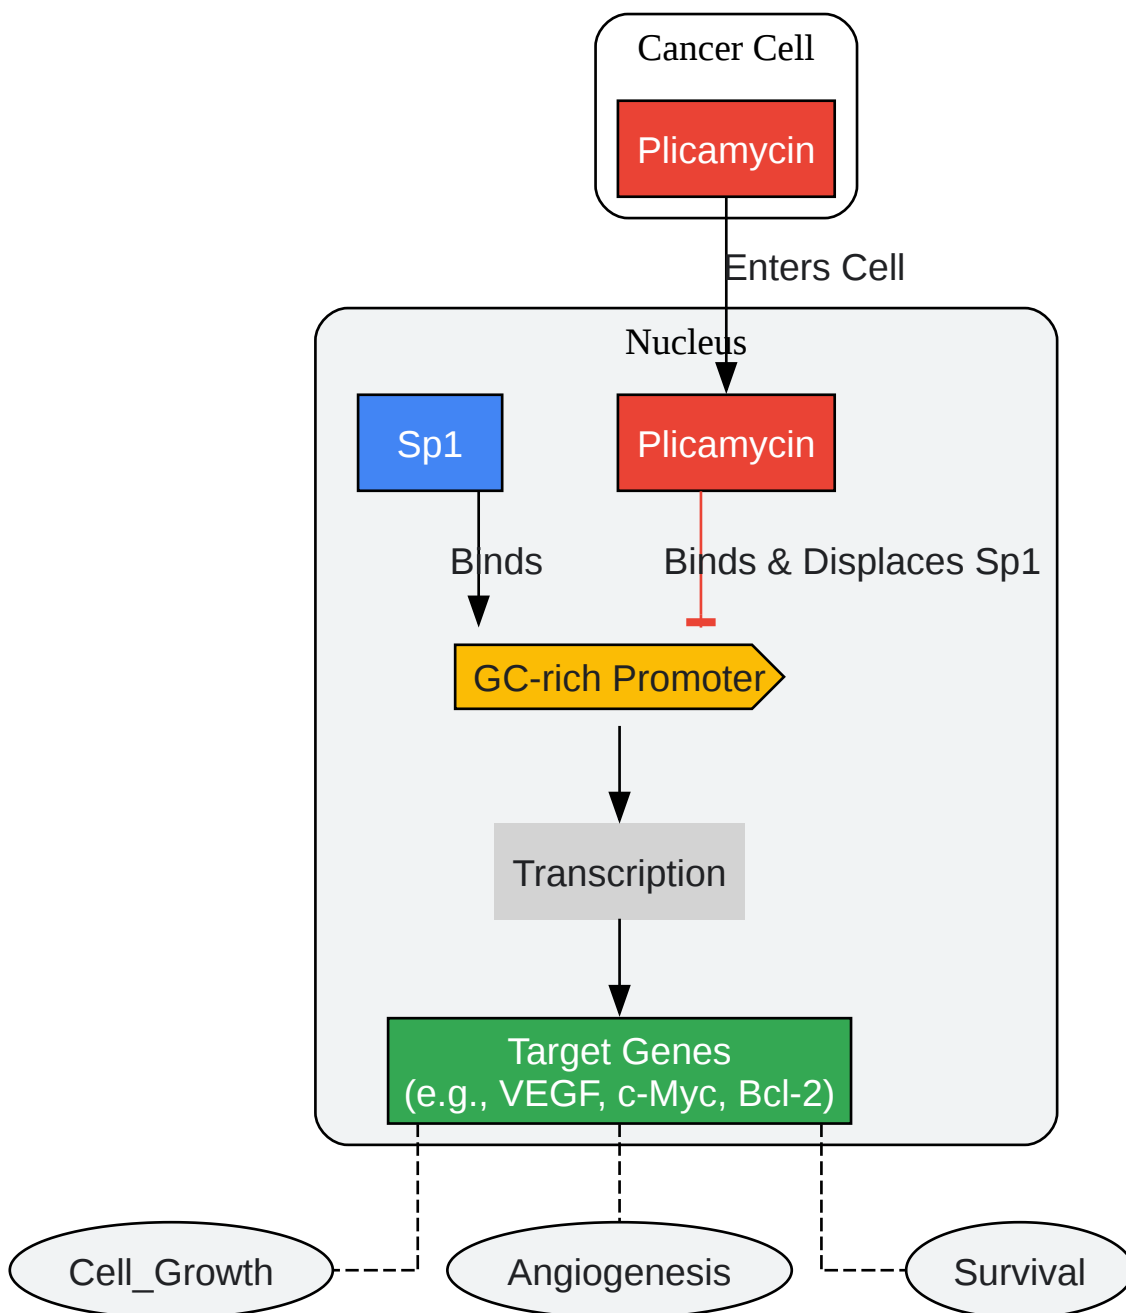 Cancer Cell
Plicamycin
Enters Cell
Nucleus
Sp1
Plicamycin
Binds
Binds & Displaces Sp1
GC-rich Promoter
Transcription
Target Genes
(e.g., VEGF, c-Myc, Bcl-2)
Cell_Growth
Angiogenesis
Survival